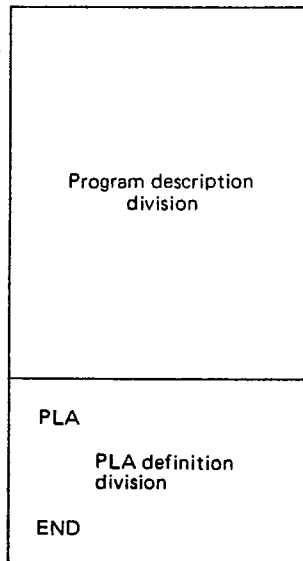 Program description
division
PLA
PLA definition
division
END